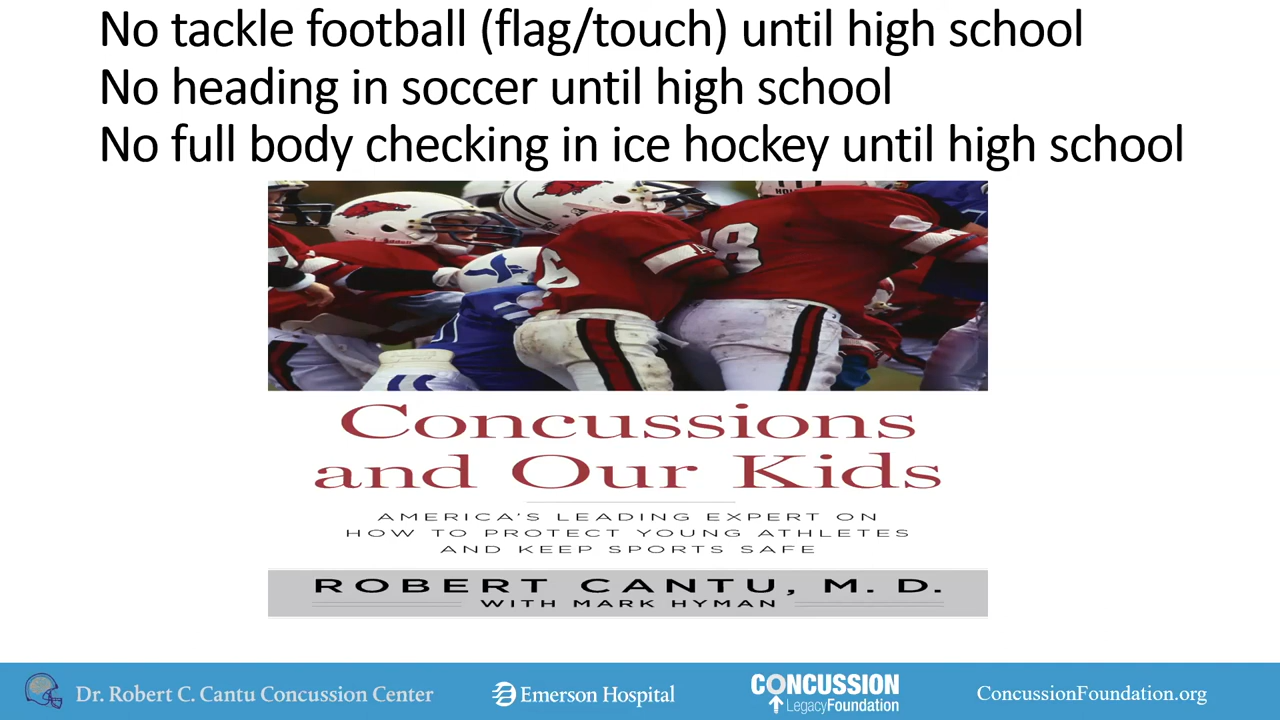 No tackle football (flag/touch) until high school
No heading in soccer until high school
No full body checking in ice hockey until high school
18
6
Concussions
and Our Kids
AMERICA'S LEADING EXPERT ON
HOW TO PROTECT YOUNG ATHLETES
AND KEEP SPORTS SAFE
ROBERT CANTU, M. D.
WITH MARK HYMAN
Dr. Robert C. Cantu Concussion Center
Emerson Hospital
CONCUSSION
LegacyFoundation
ConcussionFoundation.org